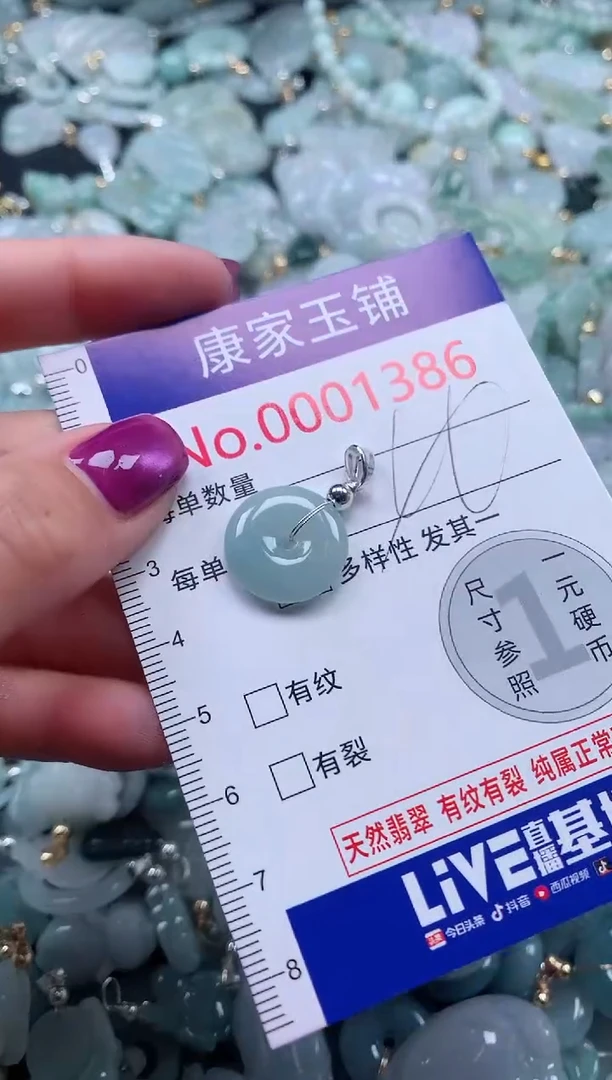 康家玉铺
No.0001386
每单数量
每单 多样性 发其一
尺寸参照
1
一元硬币
有纹
有裂
天然翡翠 有纹有裂 纯属正常
LiVE直播基
今日头条 抖音 西瓜视频
0
3
4
5
6
7
8